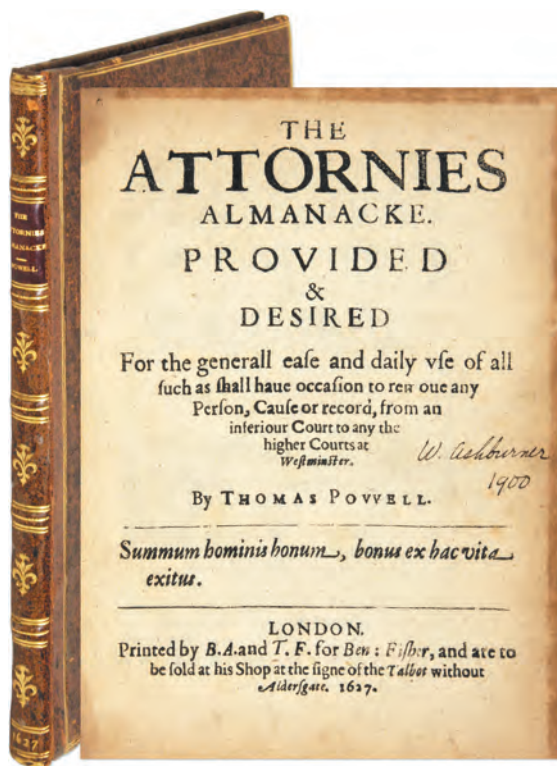 THE
ATTORNIES
ALMANACKE
POWELL
1627
THE
ATTORNIES
ALMANACKE.
PROVIDED
&
DESIRED
For the generall eaſe and daily vſe of all
ſuch as ſhall haue occaſion to remoue any
Perſon, Cauſe or record, from an
inferiour Court to any the
higher Courts at
Weſtminſter.
W. Ashburner
1900
By THOMAS POVVELL.
Summum hominis bonum, bonus ex hac vita
exitus.
LONDON.
Printed by B.A. and T. F. for Ben: Fiſher, and are to
be ſold at his Shop at the ſigne of the Talbot without
Alderſgate. 1627.